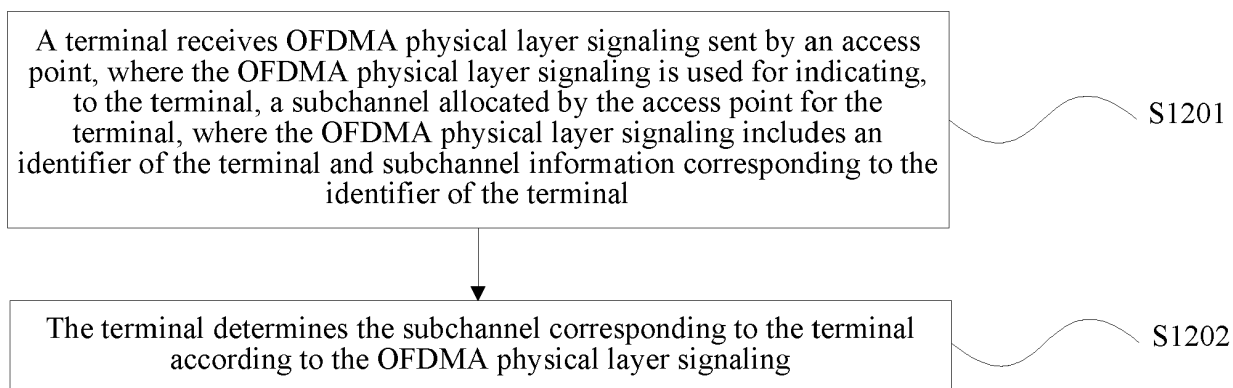 A terminal receives OFDMA physical layer signaling sent by an access
point, where the OFDMA physical layer signaling is used for indicating,
to the terminal, a subchannel allocated by the access point for the
terminal, where the OFDMA physical layer signaling includes an
identifier of the terminal and subchannel information corresponding to the
identifier of the terminal
S1201
The terminal determines the subchannel corresponding to the terminal
according to the OFDMA physical layer signaling
S1202